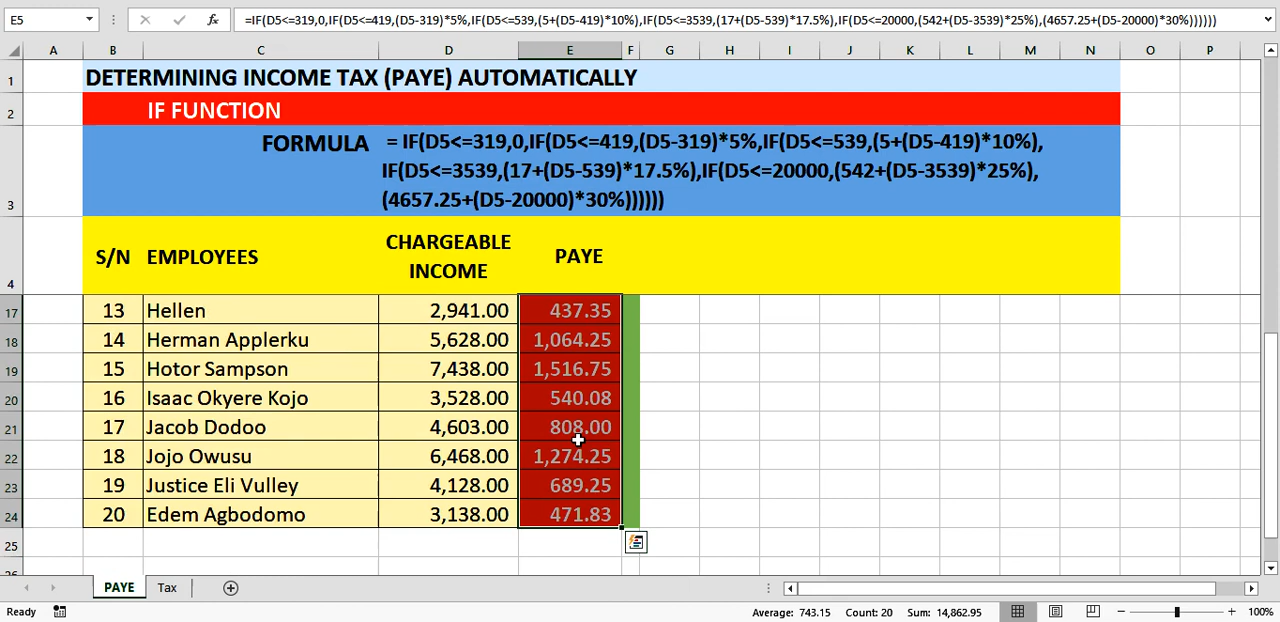 E5 fx =IF(D5<=319,0,IF(D5<=419,(D5-319)*5%,IF(D5<=539,(5+(D5-419)*10%),IF(D5<=3539,(17+(D5-539)*17.5%),IF(D5<=20000,(542+(D5-3539)*25%),(4657.25+(D5-20000)*30%))))))
A B C D E F G H I J K L M N O P
1 DETERMINING INCOME TAX (PAYE) AUTOMATICALLY
2 IF FUNCTION
FORMULA = IF(D5<=319,0,IF(D5<=419,(D5-319)*5%,IF(D5<=539,(5+(D5-419)*10%),
IF(D5<=3539,(17+(D5-539)*17.5%),IF(D5<=20000,(542+(D5-3539)*25%),
3 (4657.25+(D5-20000)*30%))))))
4 S/N EMPLOYEES CHARGEABLE INCOME PAYE
17 13 Hellen 2,941.00 437.35
18 14 Herman Applerku 5,628.00 1,064.25
19 15 Hotor Sampson 7,438.00 1,516.75
20 16 Isaac Okyere Kojo 3,528.00 540.08
21 17 Jacob Dodoo 4,603.00 808.00
22 18 Jojo Owusu 6,468.00 1,274.25
23 19 Justice Eli Vulley 4,128.00 689.25
24 20 Edem Agbodomo 3,138.00 471.83
25
PAYE Tax
Ready Average: 743.15 Count: 20 Sum: 14,862.95 100%